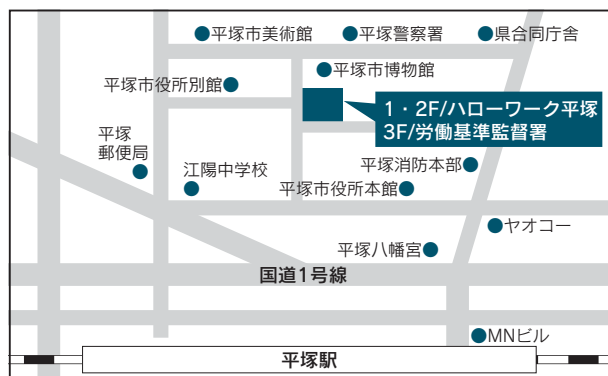 平塚市美術館
平塚警察署
県合同庁舎
平塚市博物館
平塚市役所別館
1・2F/ハローワーク平塚
3F/労働基準監督署
平塚
郵便局
江陽中学校
平塚消防本部
平塚市役所本館
ヤオコー
平塚八幡宮
国道1号線
MNビル
平塚駅